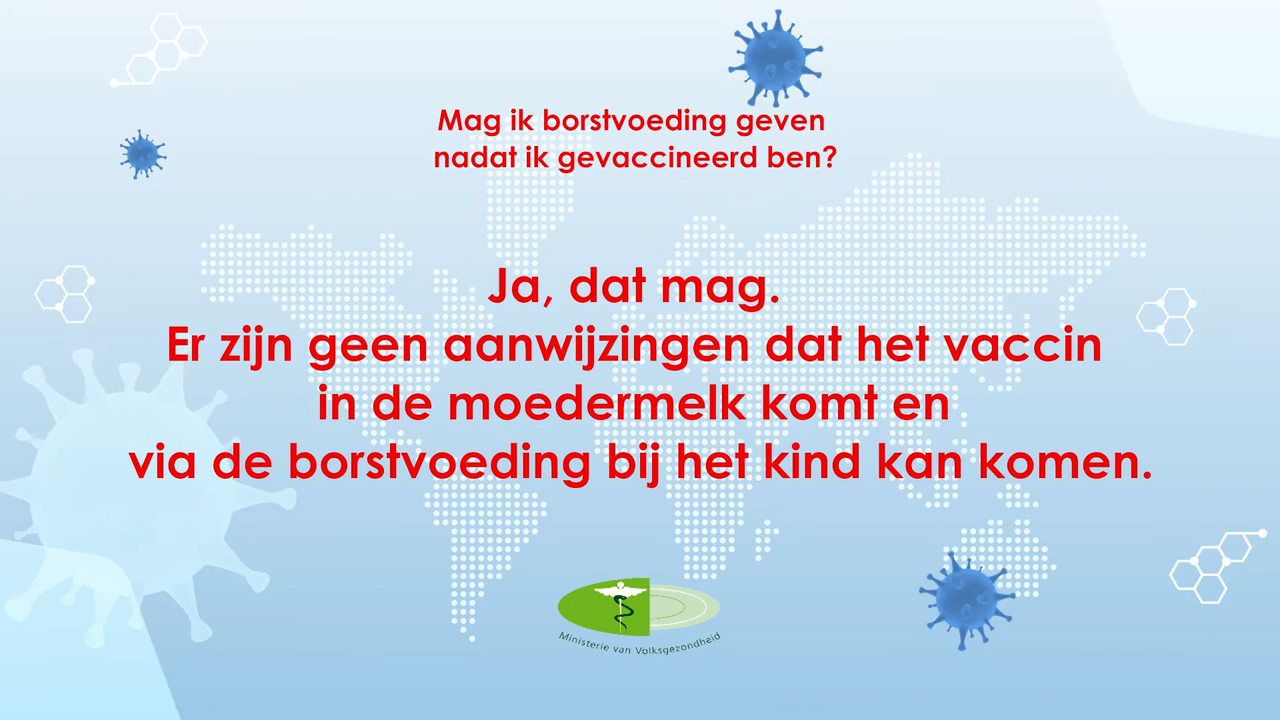 Mag ik borstvoeding geven
nadat ik gevaccineerd ben?
Ja, dat mag.
Er zijn geen aanwijzingen dat het vaccin
in de moedermelk komt en
via de borstvoeding bij het kind kan komen.
Ministerie van Volksgezondheid